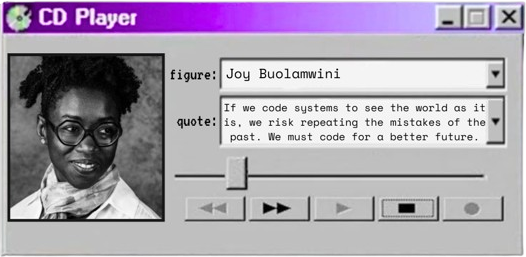 CD Player
figure: Joy Buolamwini
quote: If we code systems to see the world as it
is, we risk repeating the mistakes of the
past. We must code for a better future.